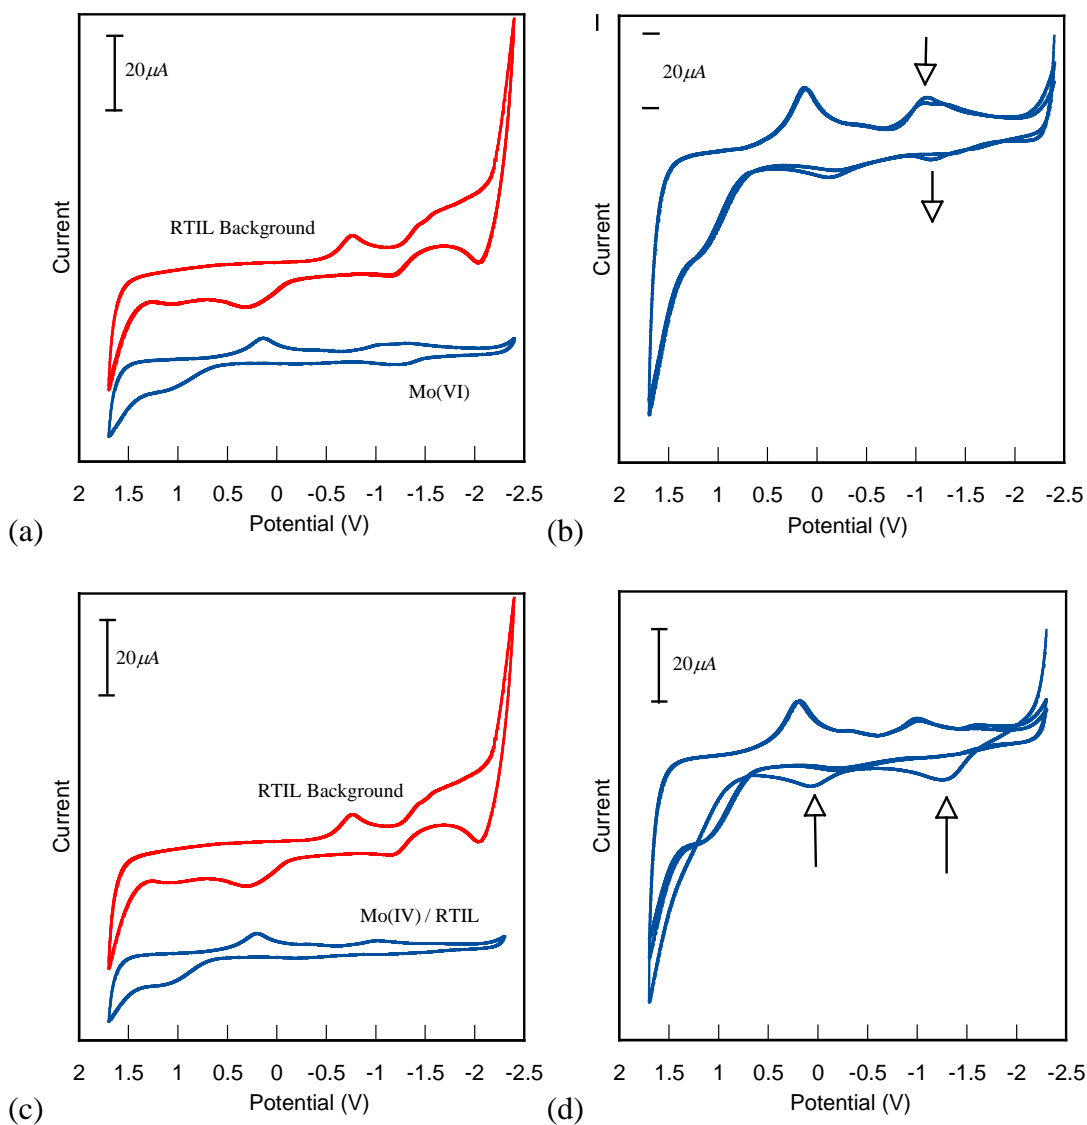 20μA
RTIL Background
Mo(VI)
Current
2 1.5 1 0.5 0 -0.5 -1 -1.5 -2 -2.5
Potential (V)
(a)
20μA
Current
2 1.5 1 0.5 0 -0.5 -1 -1.5 -2 -2.5
Potential (V)
(b)
20μA
RTIL Background
Mo(IV) / RTIL
Current
2 1.5 1 0.5 0 -0.5 -1 -1.5 -2 -2.5
Potential (V)
(c)
20μA
Current
2 1.5 1 0.5 0 -0.5 -1 -1.5 -2 -2.5
Potential (V)
(d)